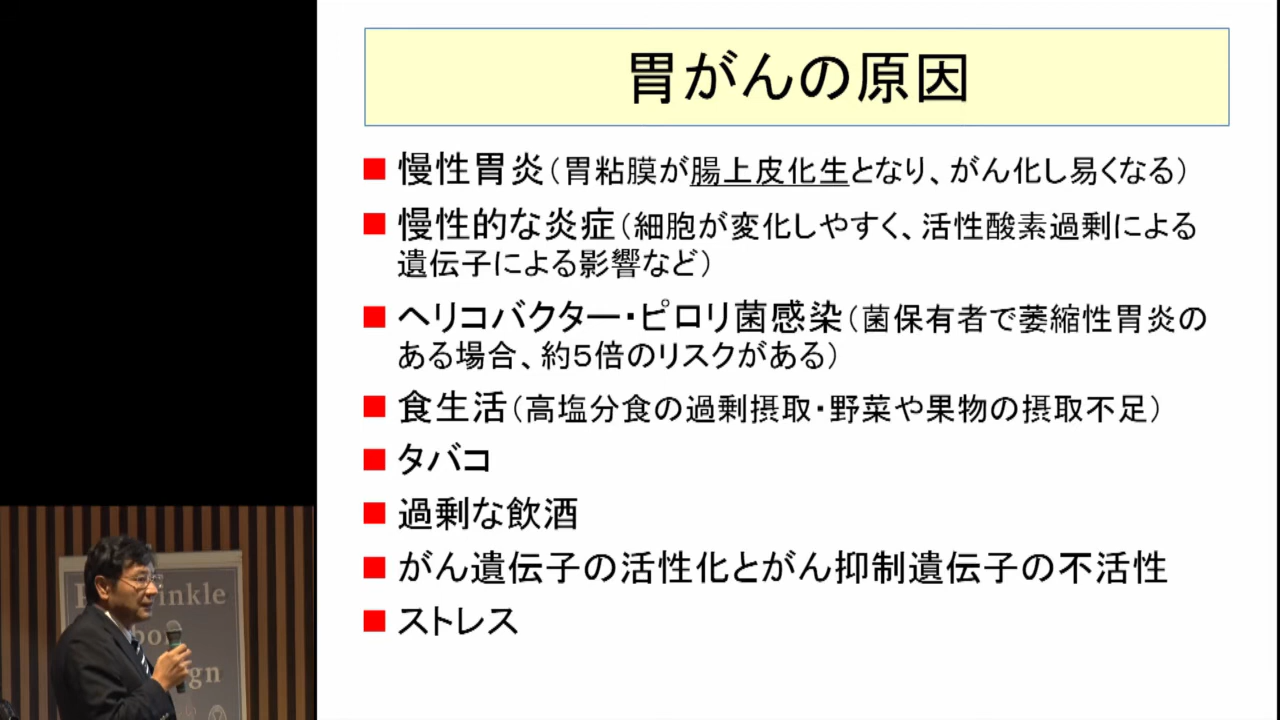 胃がんの原因
■ 慢性胃炎（胃粘膜が腸上皮化生となり、がん化し易くなる）
■ 慢性的な炎症（細胞が変化しやすく、活性酸素過剰による
遺伝子による影響など）
■ ヘリコバクター・ピロリ菌感染（菌保有者で萎縮性胃炎の
ある場合、約５倍のリスクがある）
■ 食生活（高塩分食の過剰摂取・野菜や果物の摂取不足）
■ タバコ
■ 過剰な飲酒
■ がん遺伝子の活性化とがん抑制遺伝子の不活性
■ ストレス
inkle